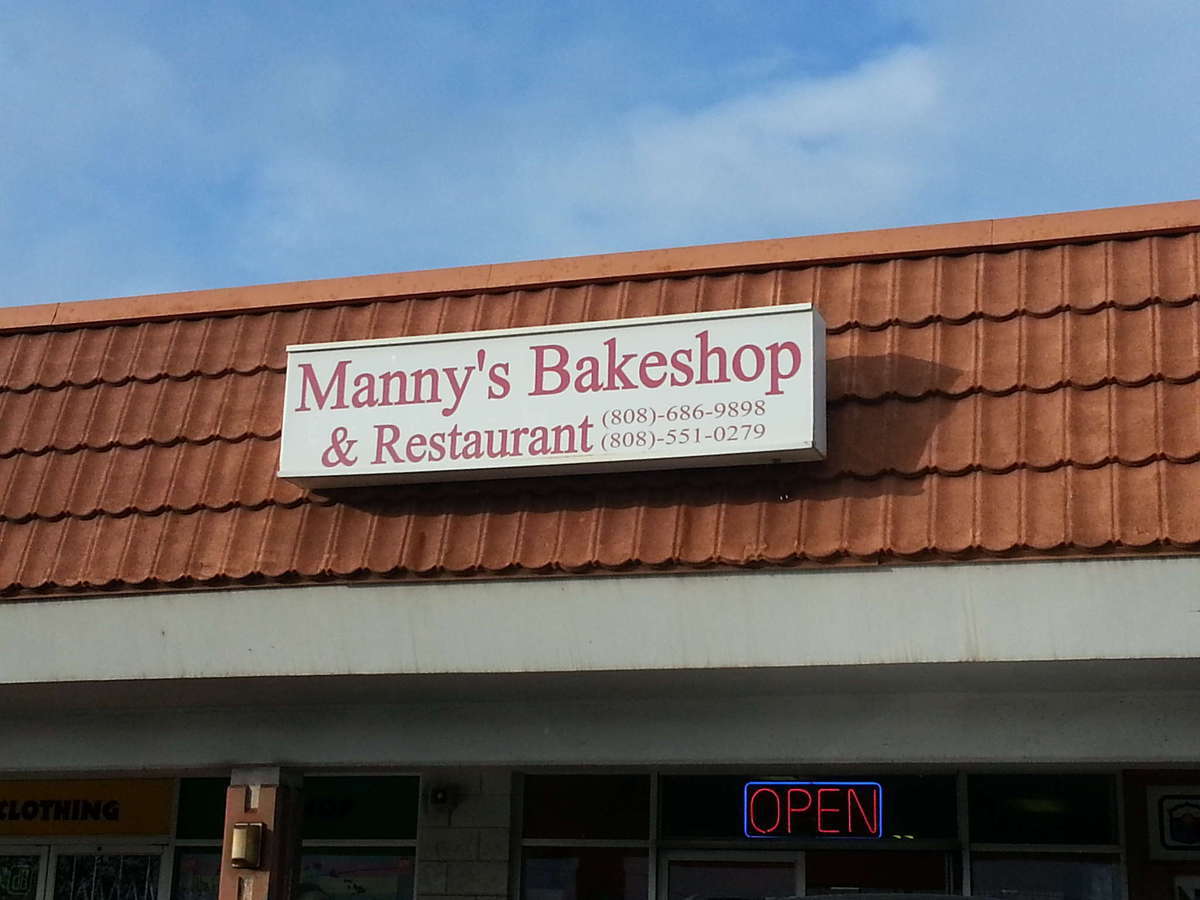 Manny's Bakeshop
& Restaurant
(808)-686-9898
(808)-551-0279
CLOTHING
OPEN